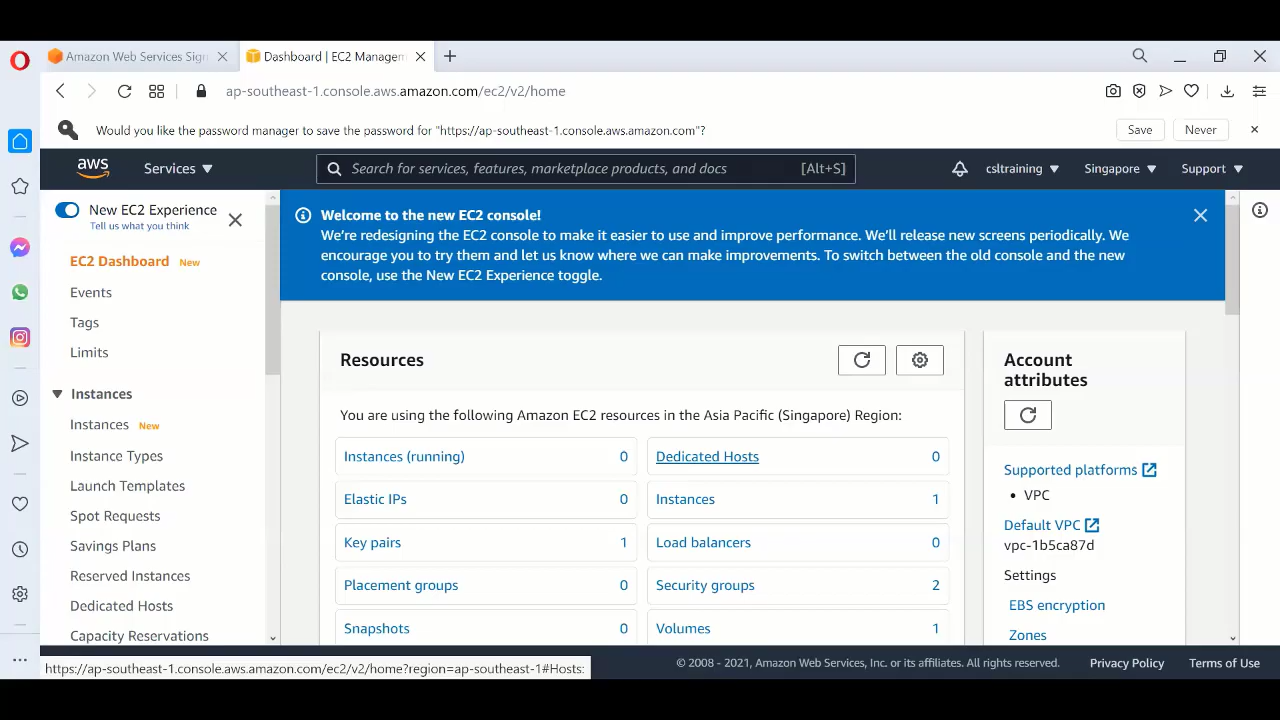 Amazon Web Services Sign
Dashboard | EC2 Managem
ap-southeast-1.console.aws.amazon.com/ec2/v2/home
Would you like the password manager to save the password for "https://ap-southeast-1.console.aws.amazon.com"?
Save
Never
aws
Services
Search for services, features, marketplace products, and docs
[Alt+S]
csltraining
Singapore
Support
New EC2 Experience
Tell us what you think
EC2 Dashboard New
Events
Tags
Limits
Instances
Instances New
Instance Types
Launch Templates
Spot Requests
Savings Plans
Reserved Instances
Dedicated Hosts
Capacity Reservations
Welcome to the new EC2 console!
We're redesigning the EC2 console to make it easier to use and improve performance. We'll release new screens periodically. We
encourage you to try them and let us know where we can make improvements. To switch between the old console and the new
console, use the New EC2 Experience toggle.
Resources
You are using the following Amazon EC2 resources in the Asia Pacific (Singapore) Region:
Instances (running) 0
Dedicated Hosts 0
Elastic IPs 0
Instances 1
Key pairs 1
Load balancers 0
Placement groups 0
Security groups 2
Snapshots 0
Volumes 1
Account
attributes
Supported platforms
• VPC
Default VPC
vpc-1b5ca87d
Settings
EBS encryption
Zones
https://ap-southeast-1.console.aws.amazon.com/ec2/v2/home?region=ap-southeast-1#Hosts:
© 2008 - 2021, Amazon Web Services, Inc. or its affiliates. All rights reserved.
Privacy Policy
Terms of Use